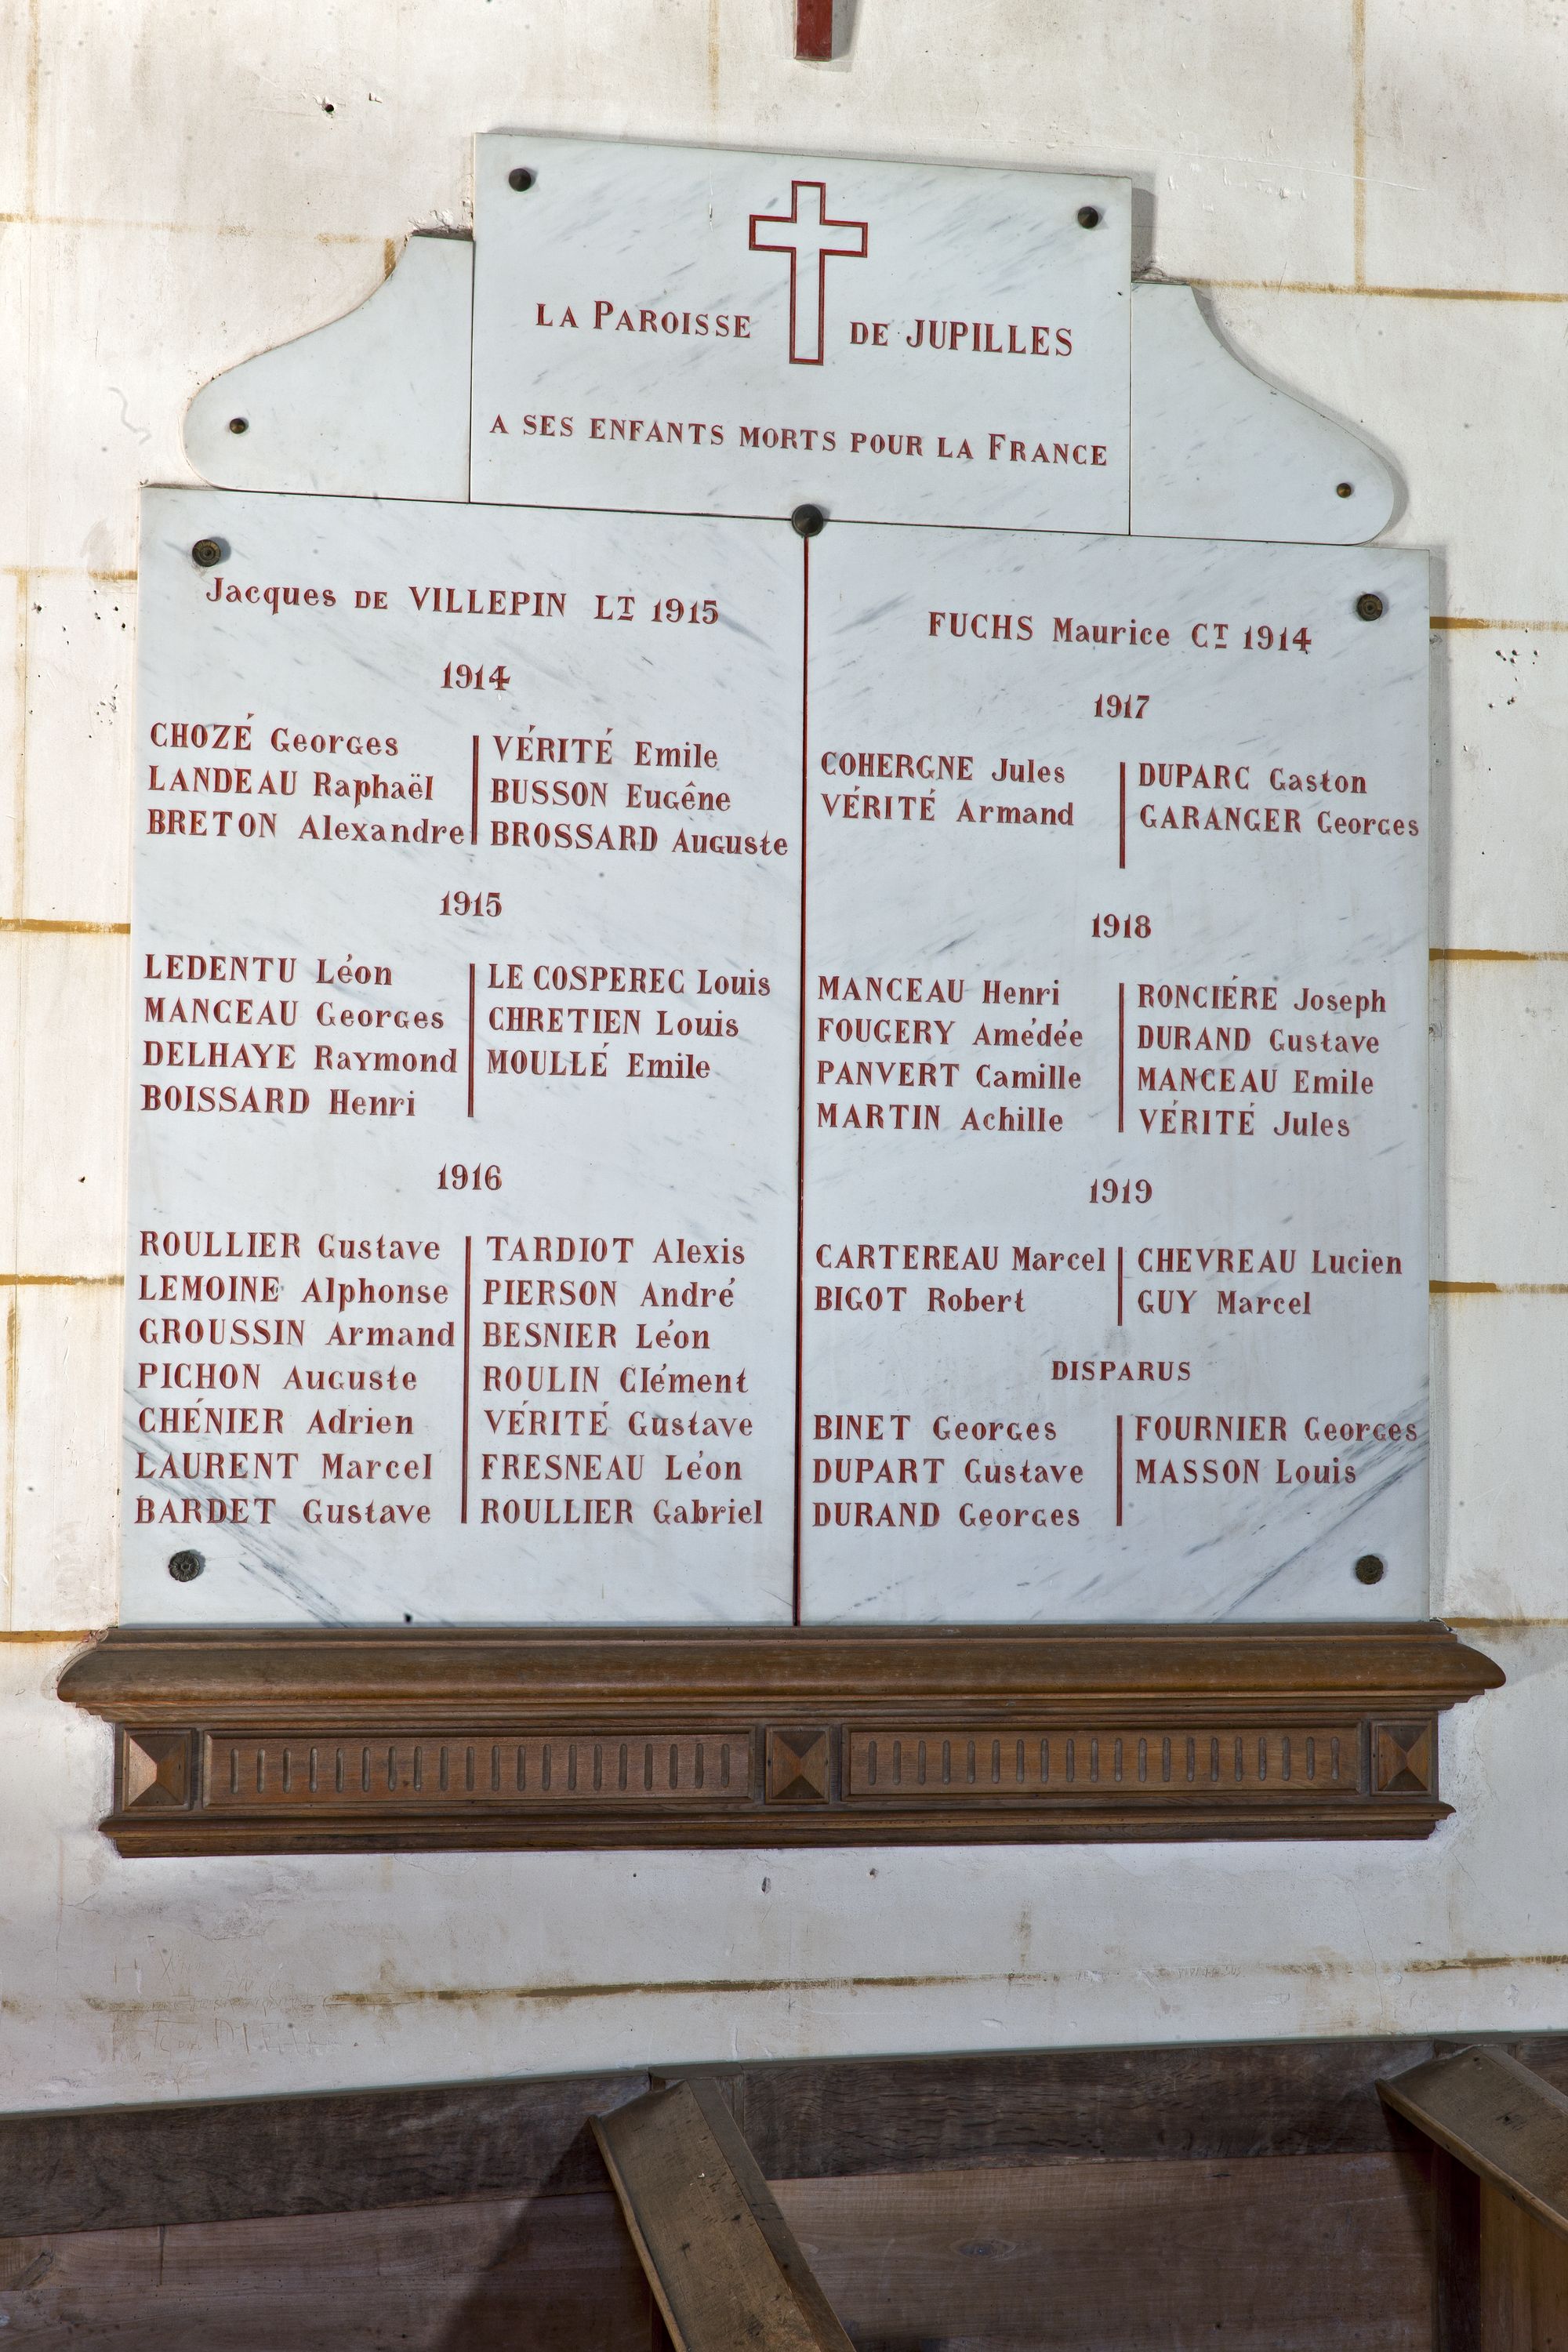 LA PAROISSE DE JUPILLES
A SES ENFANTS MORTS POUR LA FRANCE
Jacques DE VILLEPIN LT 1915
1914
CHOZÉ Georges
LANDEAU Raphaël
BRETON Alexandre
VÉRITÉ Emile
BUSSON Eugêne
BROSSARD Auguste
1915
LEDENTU Léon
MANCEAU Georges
DELHAYE Raymond
BOISSARD Henri
LE COSPEREC Louis
CHRETIEN Louis
MOULLÉ Emile
1916
ROULLIER Gustave
LEMOINE Alphonse
GROUSSIN Armand
PICHON Auguste
CHÉNIER Adrien
LAURENT Marcel
BARDET Gustave
TARDIOT Alexis
PIERSON André
BESNIER Léon
ROULIN Clément
VÉRITÉ Gustave
FRESNEAU Léon
ROULLIER Gabriel
FUCHS Maurice CT 1914
1917
COHERGNE Jules
VÉRITÉ Armand
DUPARC Gaston
GARANGER Georges
1918
MANCEAU Henri
FOUGERY Amédée
PANVERT Camille
MARTIN Achille
RONCIÉRE Joseph
DURAND Gustave
MANCEAU Emile
VÉRITÉ Jules
1919
CARTEREAU Marcel
BIGOT Robert
CHEVREAU Lucien
GUY Marcel
DISPARUS
BINET Georges
DUPART Gustave
DURAND Georges
FOURNIER Georges
MASSON Louis